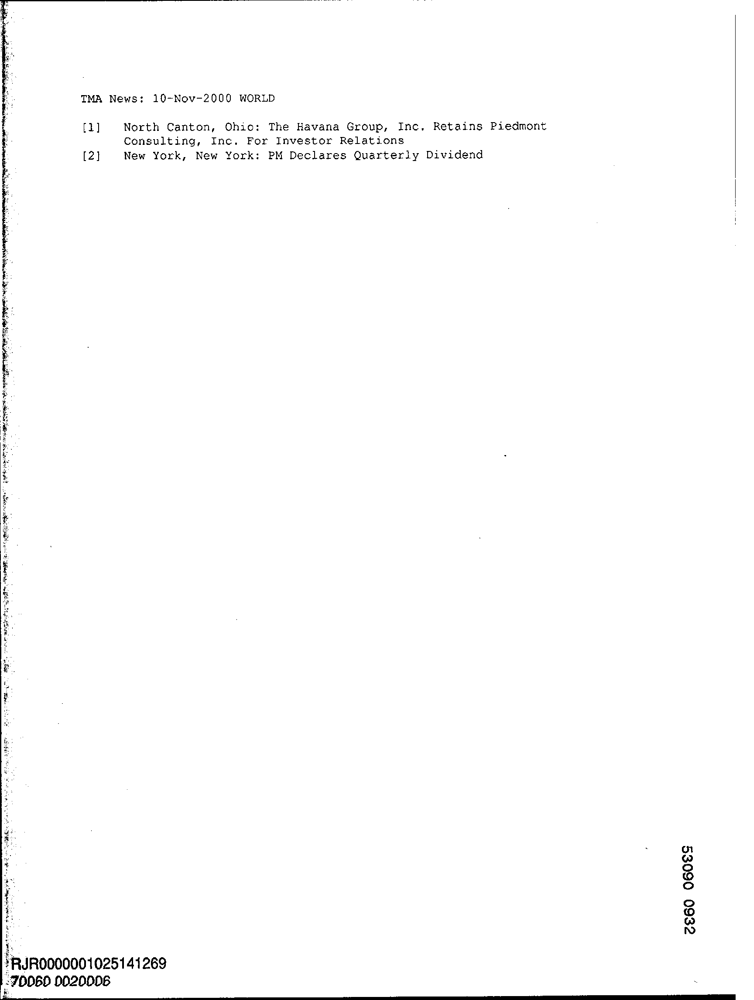 TMA News: 10-Nov-2000 WORLD
[1] North Canton, Ohio: The Havana Group, Inc. Retains Piedmont
Consulting, Inc. For Investor Relations
[2] New York, New York: PM Declares Quarterly Dividend
53090 0932
RJR0000001025141269
70060 0020006